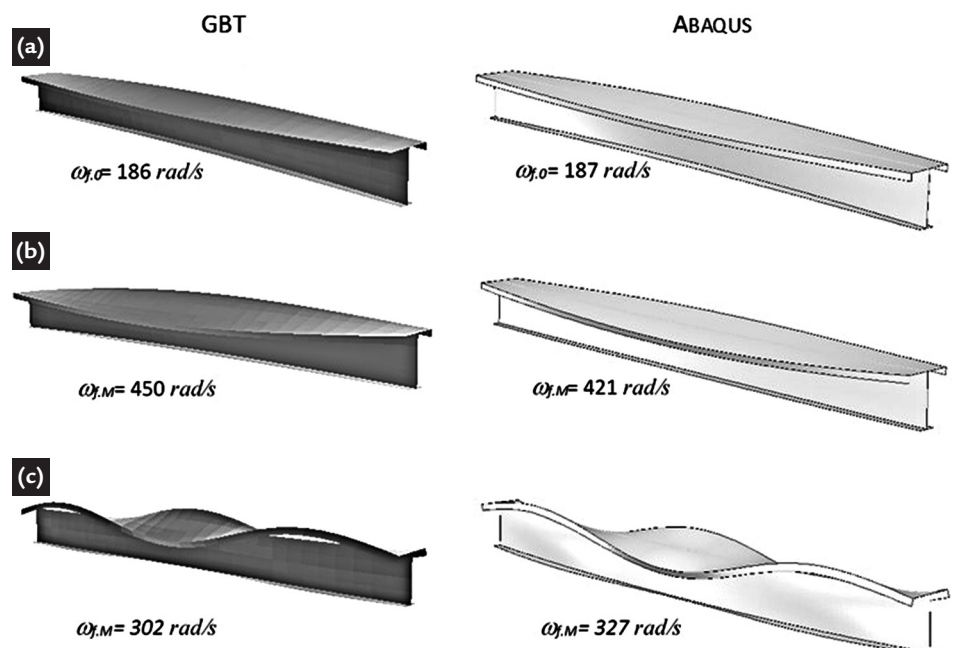 GBT
ABAQUS
(a)
ωf.0= 186 rad/s
ωf.0= 187 rad/s
(b)
ωf.M= 450 rad/s
ωf.M= 421 rad/s
(c)
ωf.M= 302 rad/s
ωf.M= 327 rad/s